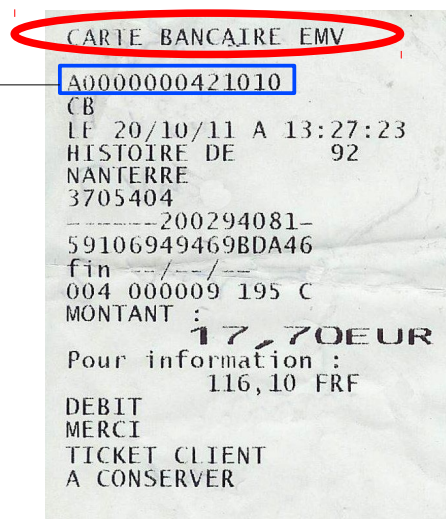 CARTE BANCAIRE EMV
A0000000421010
CB
LE 20/10/11 A 13:27:23
HISTOIRE DE 92
NANTERRE
3705404
------200294081-
59106949469BDA46
fin --/--/--
004 000009 195 C
MONTANT :
17,70EUR
Pour information :
116,10 FRF
DEBIT
MERCI
TICKET CLIENT
A CONSERVER